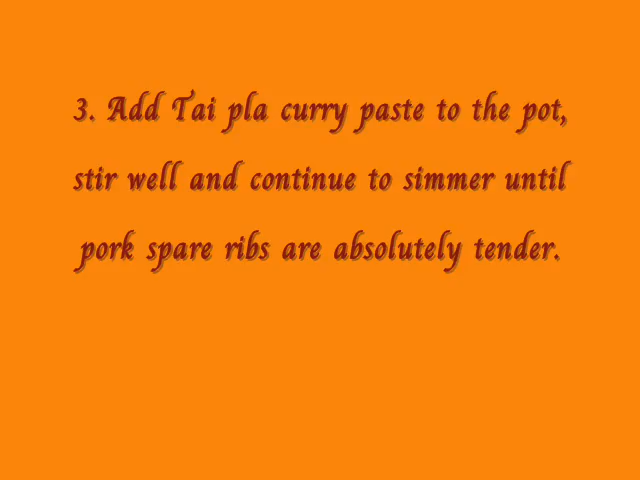 3. Add Tai pla curry paste to the pot,
stir well and continue to simmer until
pork spare ribs are absolutely tender.